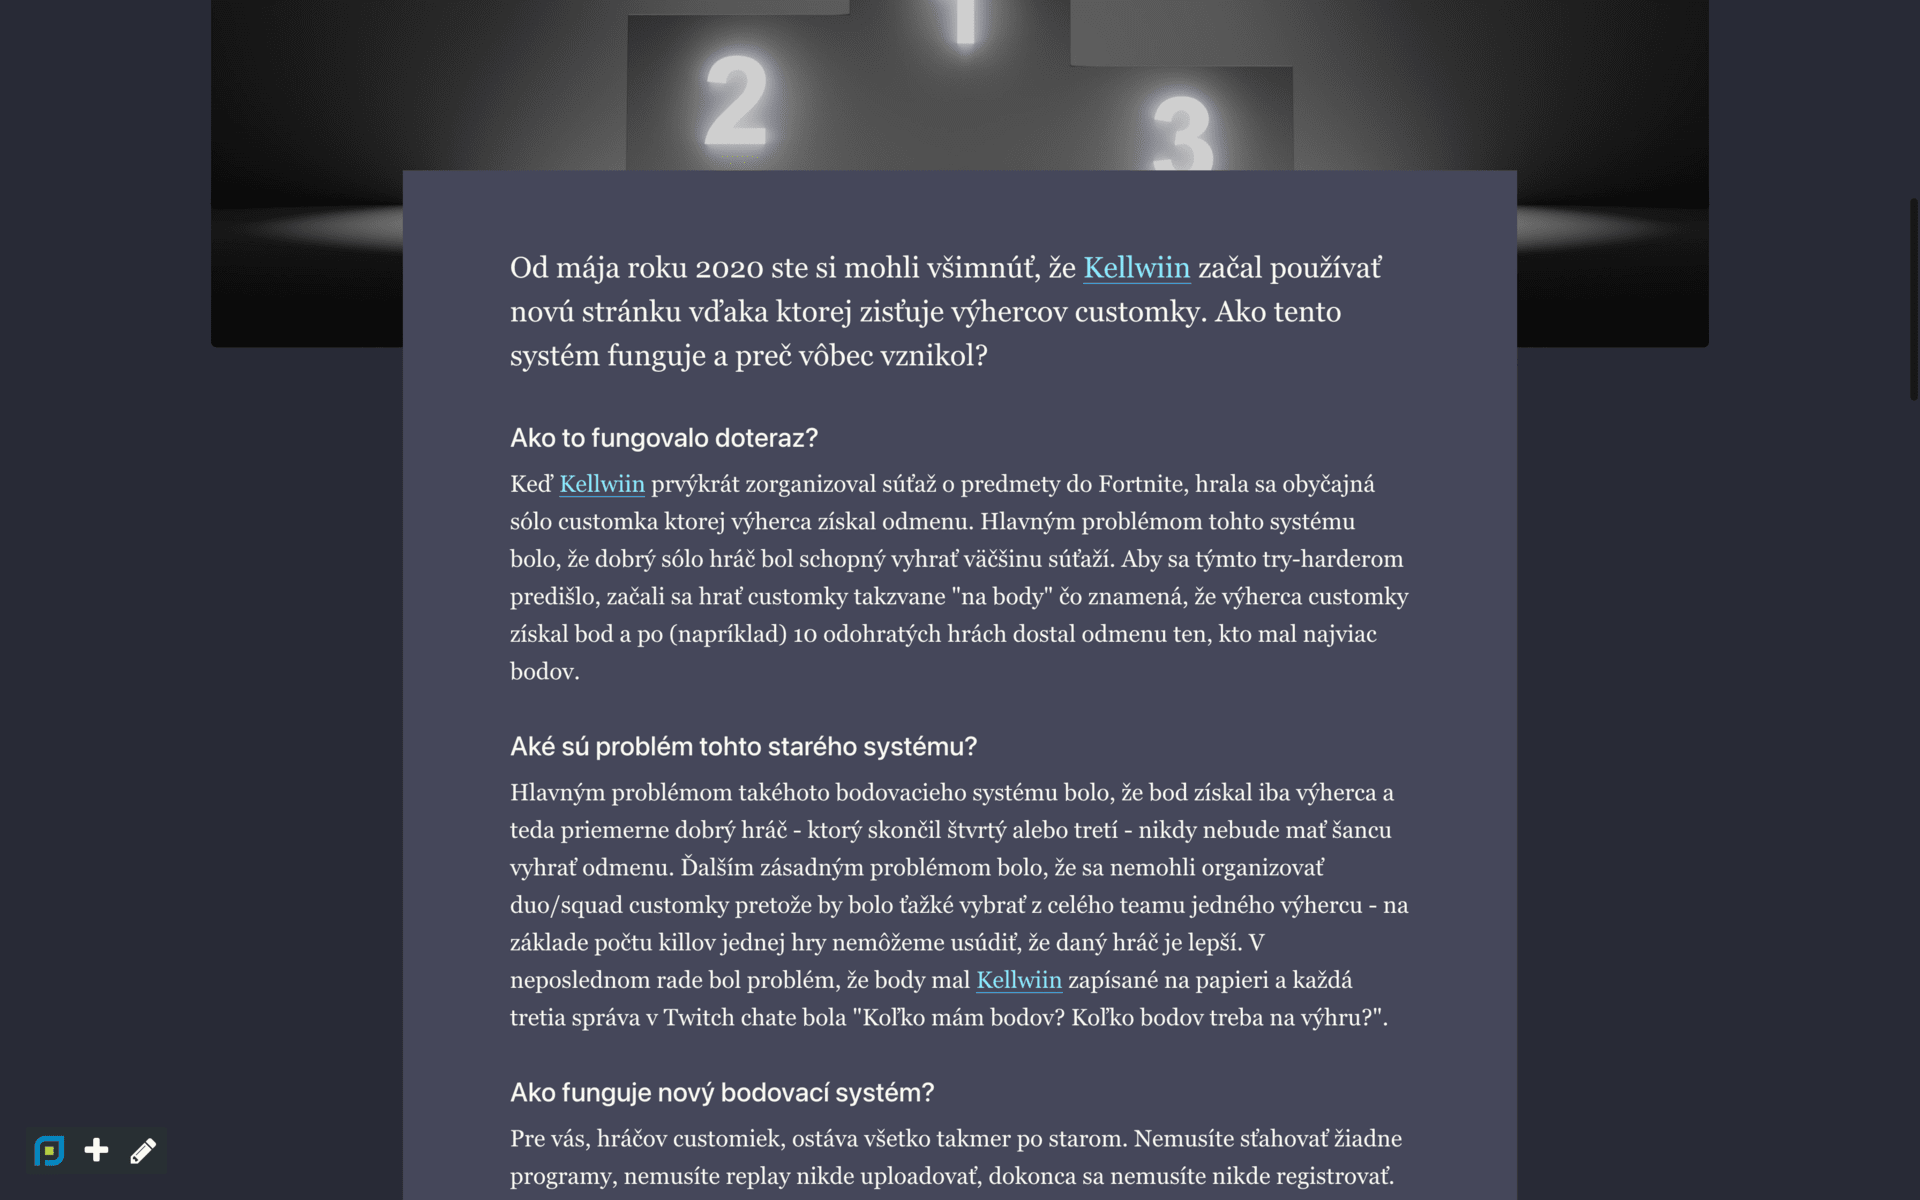 1
2
3
Od mája roku 2020 ste si mohli všimnúť, že Kellwiin začal používať
novú stránku vďaka ktorej zisťuje výhercov customky. Ako tento
systém funguje a preč vôbec vznikol?
Ako to fungovalo doteraz?
Keď Kellwiin prvýkrát zorganizoval súťaž o predmety do Fortnite, hrala sa obyčajná
sólo customka ktorej výherca získal odmenu. Hlavným problémom tohto systému
bolo, že dobrý sólo hráč bol schopný vyhrať väčšinu súťaží. Aby sa týmto try-harderom
predišlo, začali sa hrať customky takzvane "na body" čo znamená, že výherca customky
získal bod a po (napríklad) 10 odohratých hrách dostal odmenu ten, kto mal najviac
bodov.
Aké sú problém tohto starého systému?
Hlavným problémom takéhoto bodovacieho systému bolo, že bod získal iba výherca a
teda priemerne dobrý hráč - ktorý skončil štvrtý alebo tretí - nikdy nebude mať šancu
vyhrať odmenu. Ďalším zásadným problémom bolo, že sa nemohli organizovať
duo/squad customky pretože by bolo ťažké vybrať z celého teamu jedného výhercu - na
základe počtu killov jednej hry nemôžeme usúdiť, že daný hráč je lepší. V
neposlednom rade bol problém, že body mal Kellwiin zapísané na papieri a každá
tretia správa v Twitch chate bola "Koľko mám bodov? Koľko bodov treba na výhru?".
Ako funguje nový bodovací systém?
Pre vás, hráčov customiek, ostáva všetko takmer po starom. Nemusíte sťahovať žiadne
programy, nemusíte replay nikde uploadovať, dokonca sa nemusíte nikde registrovať.